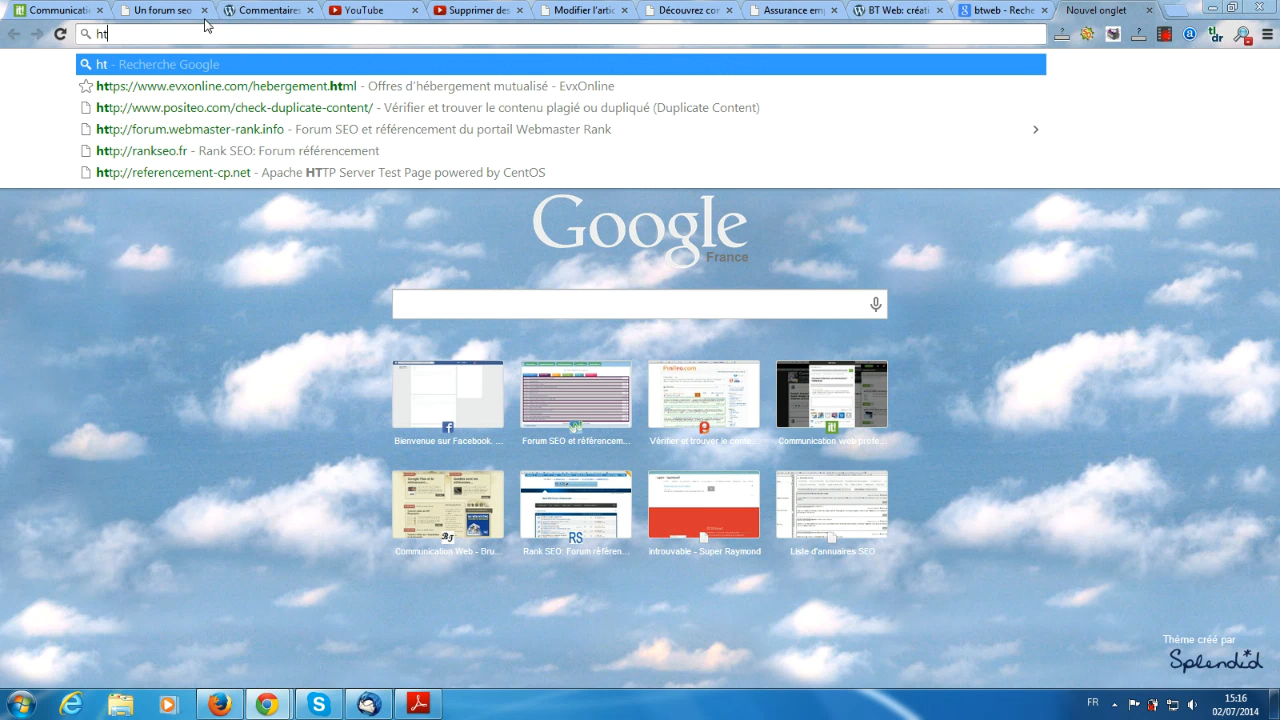 Communicati
Un forum seo
Commentaires
YouTube
Supprimer des
Modifier l'artic
Découvrez con
Assurance emp
BT Web: créati
btweb - Reche
Nouvel onglet
ht
ht - Recherche Google
https://www.evxonline.com/hebergement.html - Offres d'hébergement mutualisé - EvxOnline
http://www.positeo.com/check-duplicate-content/ - Vérifier et trouver le contenu plagié ou dupliqué (Duplicate Content)
http://forum.webmaster-rank.info - Forum SEO et référencement du portail Webmaster Rank
http://rankseo.fr - Rank SEO: Forum référencement
http://referencement-cp.net - Apache HTTP Server Test Page powered by CentOS
Google
France
Bienvenue sur Facebook. ...
Forum SEO et référencem...
Vérifier et trouver le conte...
Communication web profe...
Communication Web - Bru...
Rank SEO: Forum référen...
introuvable - Super Raymond
Liste d'annuaires SEO
Thème créé par
Splendid
FR
15:16
02/07/2014